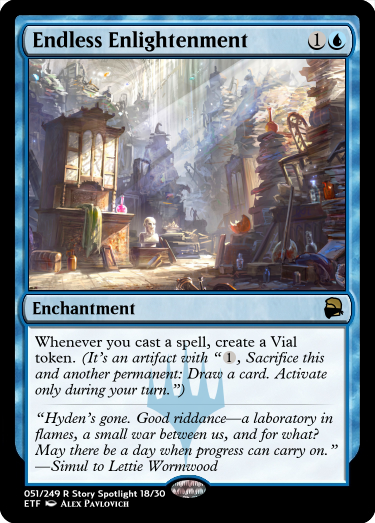 Endless Enlightenment 1
Enchantment
Whenever you cast a spell, create a Vial
token. (It's an artifact with “1, Sacrifice this
and another permanent: Draw a card. Activate
only during your turn.”)
“Hyden's gone. Good riddance—a laboratory in
flames, a small war between us, and for what?
May there be a day when progress can carry on.”
—Simul to Lettie Wormwood
051/249 R Story Spotlight 18/30
ETF Alex Pavlovich